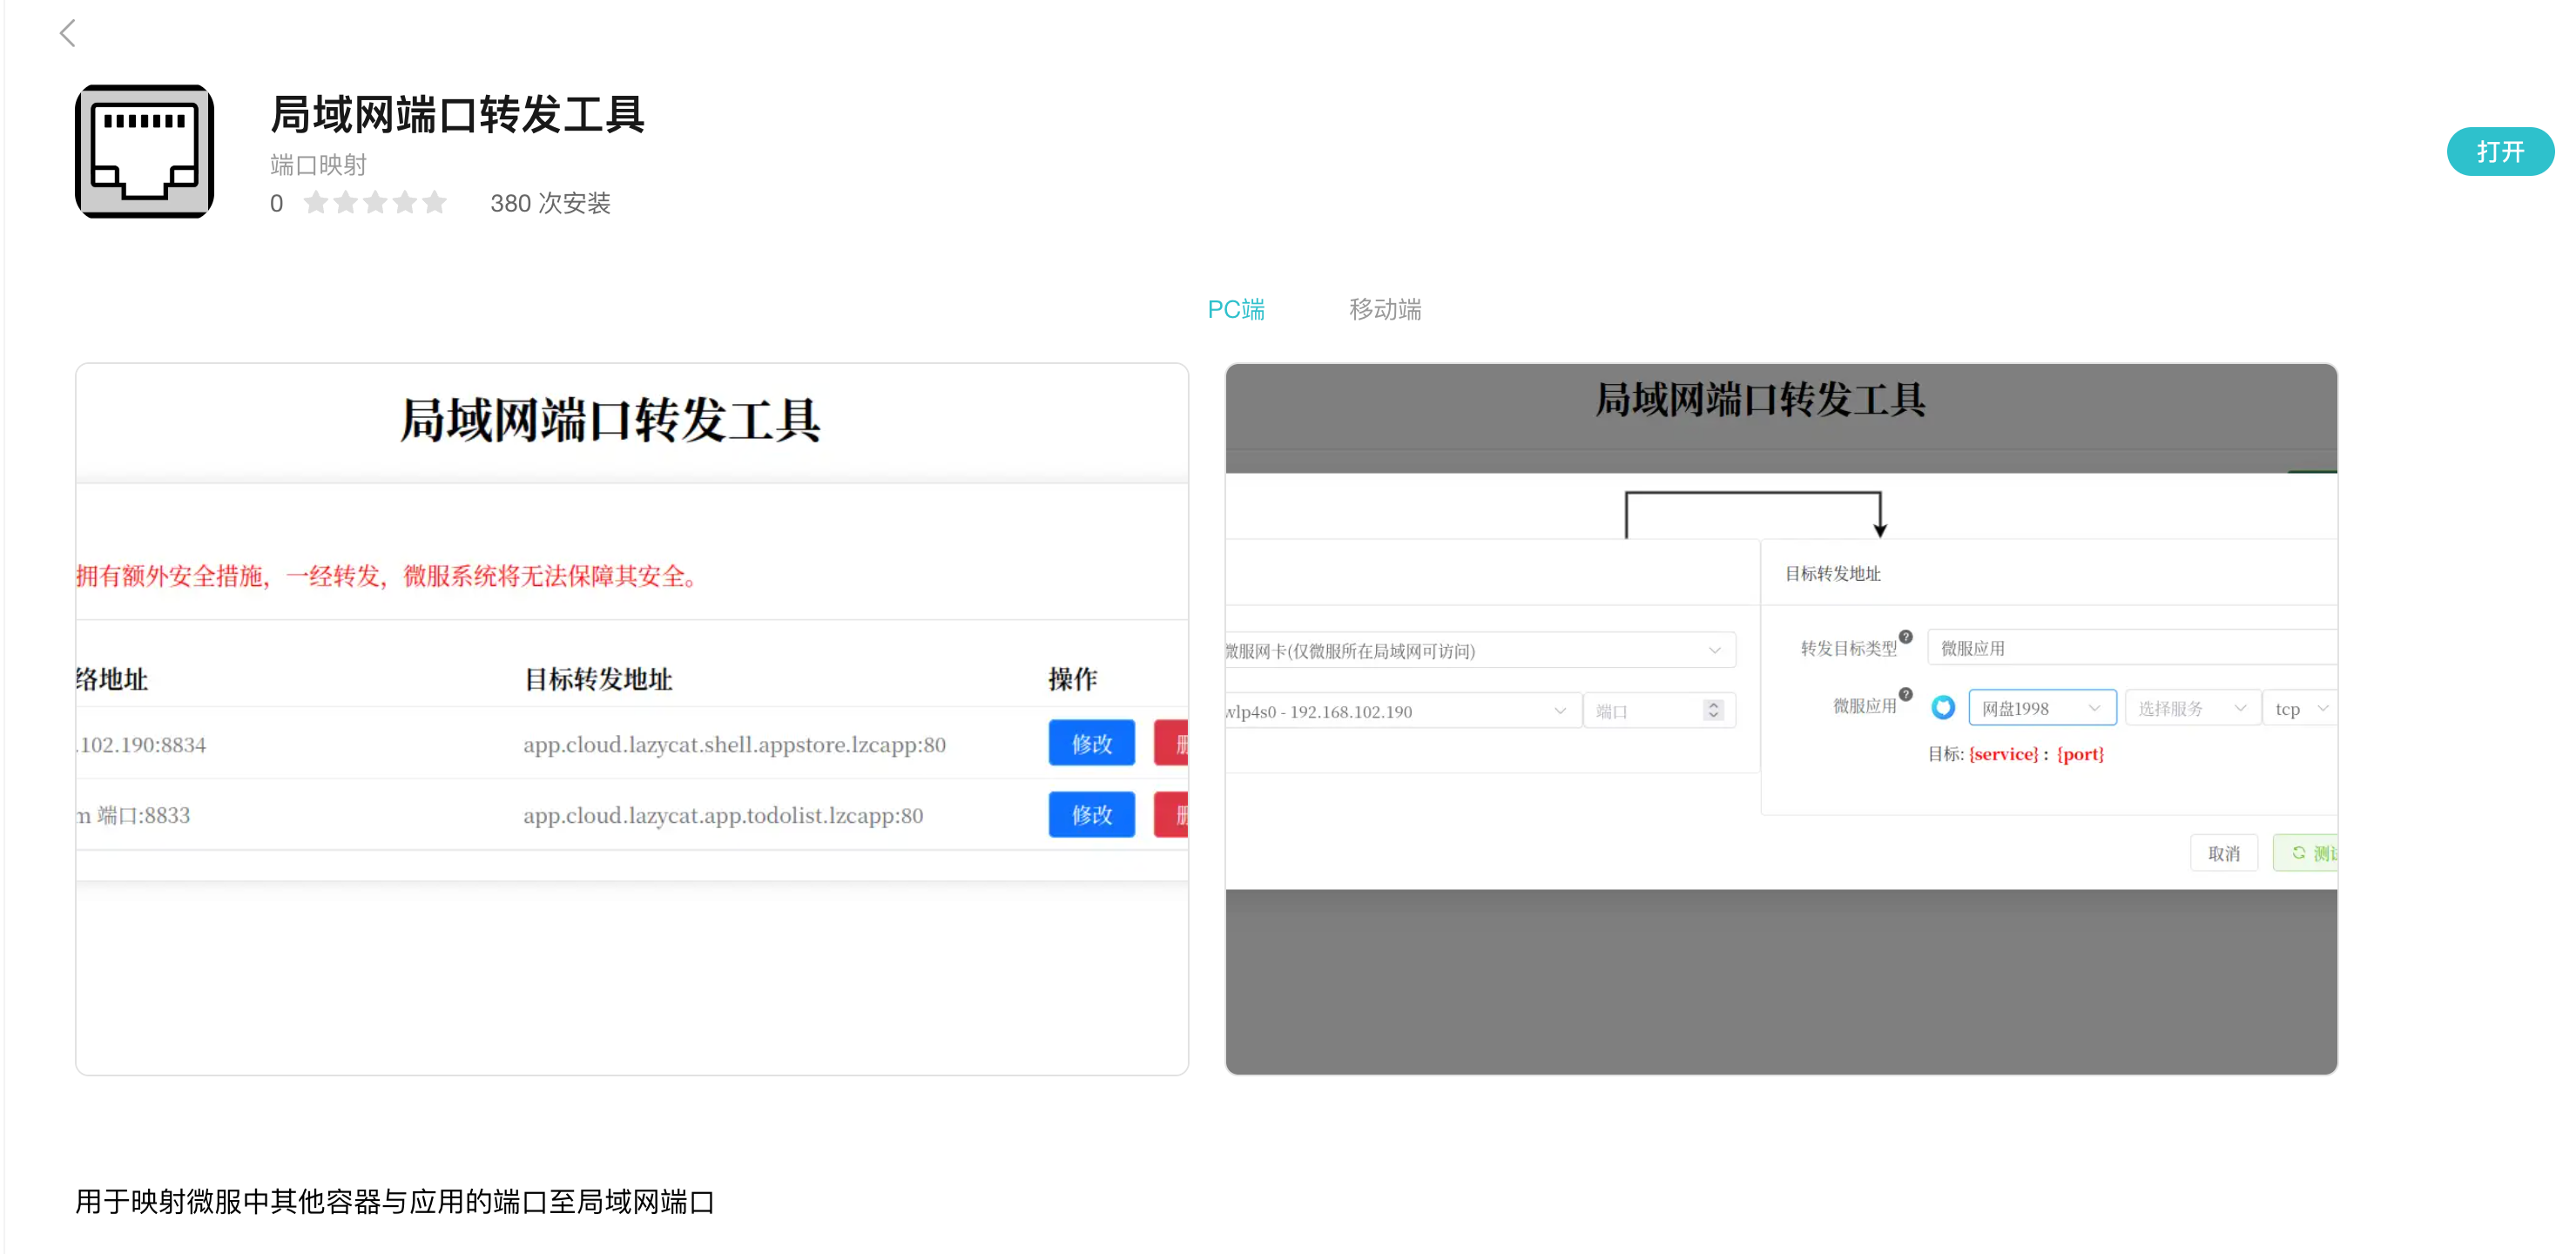 局域网端口转发工具
端口映射
0 380 次安装
打开
PC端 移动端
局域网端口转发工具
拥有额外安全措施，一经转发，微服系统将无法保障其安全。
络地址 目标转发地址 操作
.102.190:8834 app.cloud.lazycat.shell.appstore.lzcapp:80 修改
m 端口:8833 app.cloud.lazycat.app.todolist.lzcapp:80 修改
局域网端口转发工具
目标转发地址
微服网卡(仅微服所在局域网可访问)
wlp4s0 - 192.168.102.190 端口
转发目标类型 ? 微服应用
微服应用 ? 网盘1998 选择服务 tcp
目标: {service} : {port}
取消 测
用于映射微服中其他容器与应用的端口至局域网端口